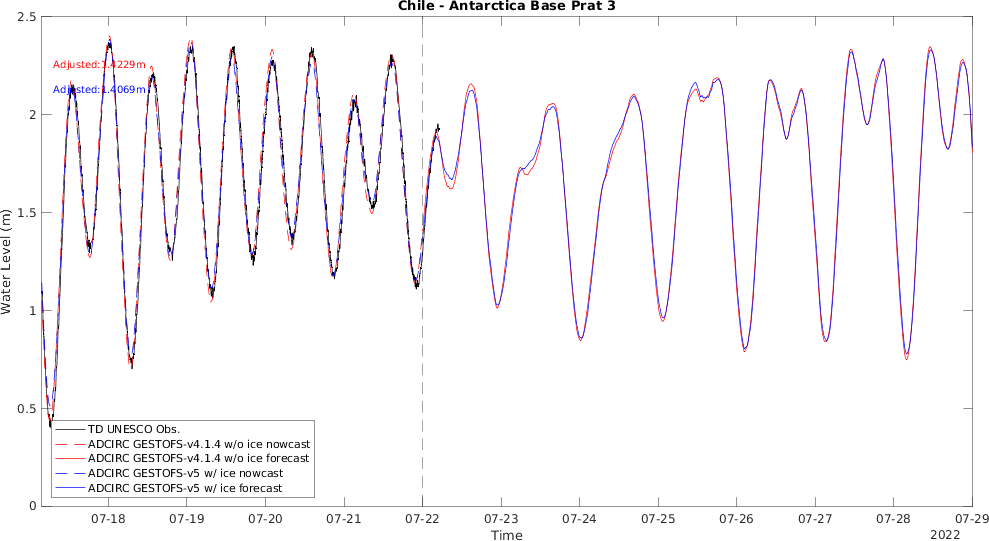 Chile - Antarctica Base Prat 3
2.5
Adjusted:1.4229m
Adjusted:1.4069m
2
1.5
Water Level (m)
1
0.5
TD UNESCO Obs.
ADCIRC GESTOFS-v4.1.4 w/o ice nowcast
ADCIRC GESTOFS-v4.1.4 w/o ice forecast
ADCIRC GESTOFS-v5 w/ ice nowcast
ADCIRC GESTOFS-v5 w/ ice forecast
0
07-18 07-19 07-20 07-21 07-22 07-23 07-24 07-25 07-26 07-27 07-28 07-29
Time
2022